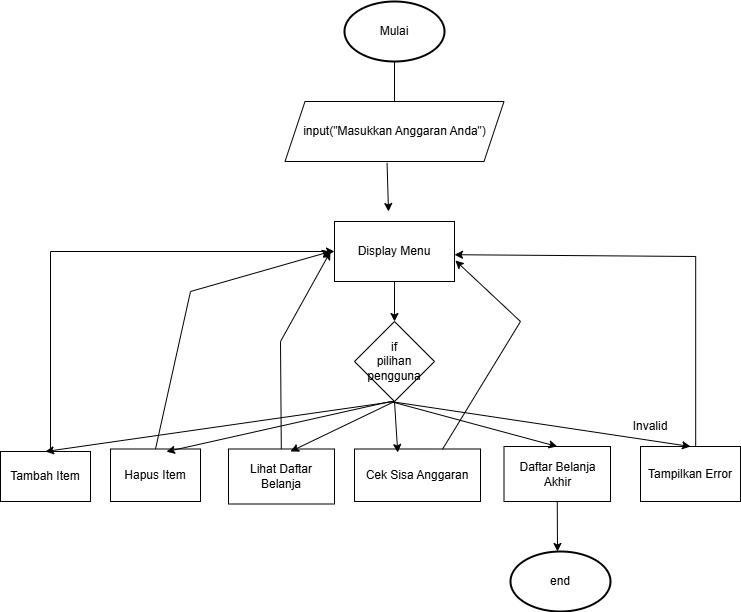 Mulai
input("Masukkan Anggaran Anda")
Display Menu
if
pilihan
pengguna
Invalid
Tambah Item
Hapus Item
Lihat Daftar
Belanja
Cek Sisa Anggaran
Daftar Belanja
Akhir
Tampilkan Error
end